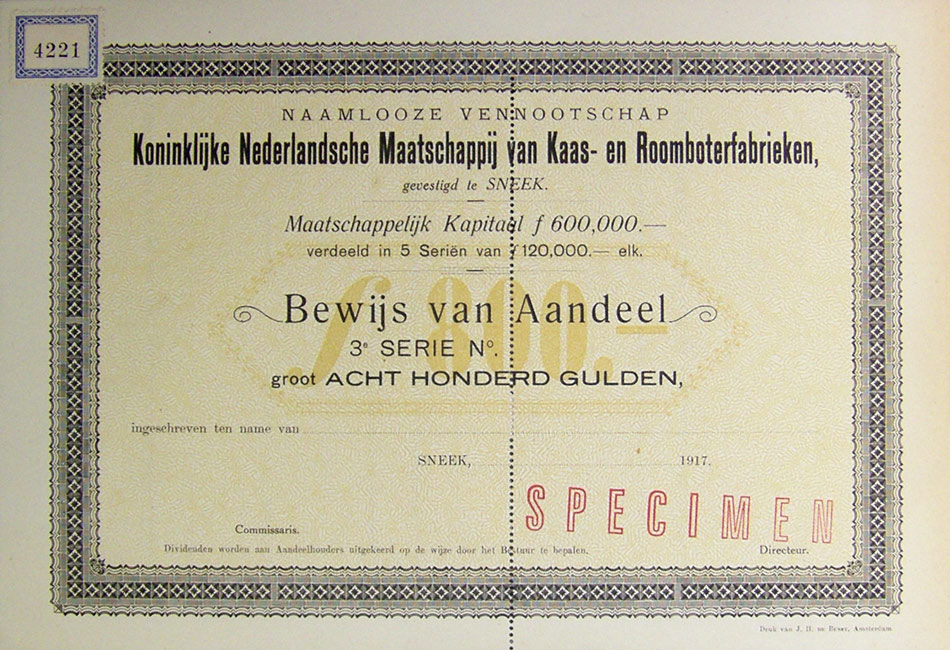 4221
NAAMLOOZE VENNOOTSCHAP
Koninklijke Nederlandsche Maatschappij van Kaas- en Roomboterfabrieken,
gevestigd te SNEEK.
Maatschappelijk Kapitaal f 600,000.—
verdeeld in 5 Seriën van f 120,000.— elk.
f 800.—
Bewijs van Aandeel
3e SERIE No.
groot ACHT HONDERD GULDEN,
ingeschreven ten name van
SNEEK, 1917.
SPECIMEN
Commissaris.
Dividenden worden aan Aandeelhouders uitgekeerd op de wijze door het Bestuur te bepalen.
Directeur.
Druk van J. H. de Bussy, Amsterdam